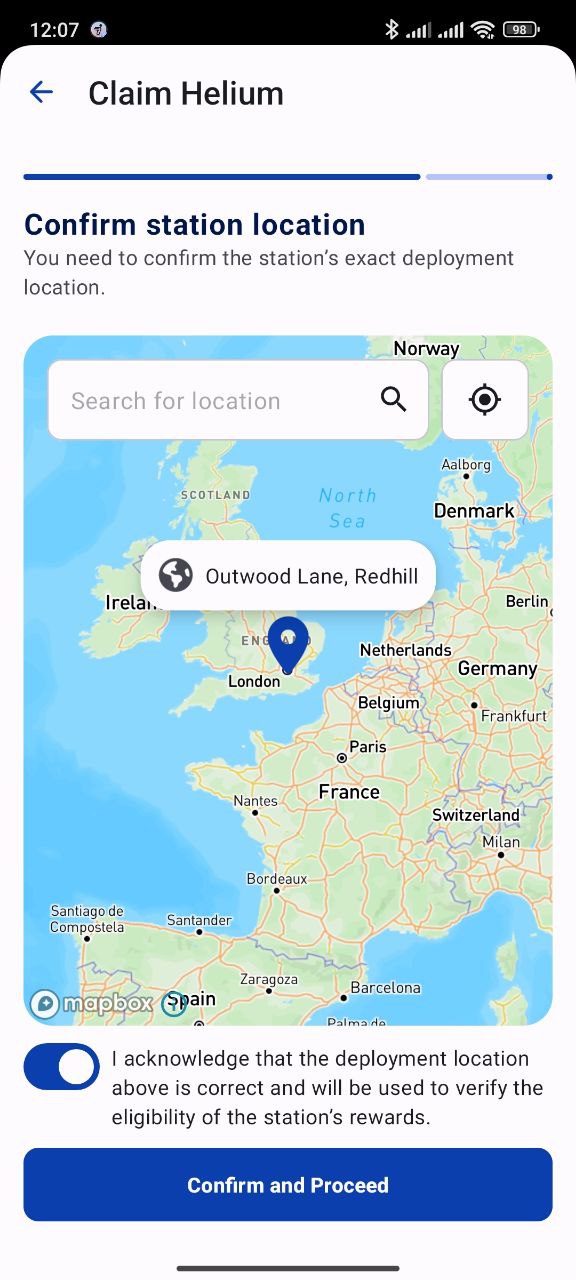 12:07
98
Claim Helium
Confirm station location
You need to confirm the station's exact deployment
location.
Norway
Search for location
Aalborg
SCOTLAND
North
Sea
Denmark
Outwood Lane, Redhill
Berlin
ENGLAND
Netherlands
London
Germany
Belgium
Frankfurt
Paris
France
Nantes
Switzerland
Milan
Bordeaux
Santiago de
Compostela
Santander
Zaragoza
Barcelona
mapbox
Spain
Palma de
I acknowledge that the deployment location
above is correct and will be used to verify the
eligibility of the station's rewards.
Confirm and Proceed